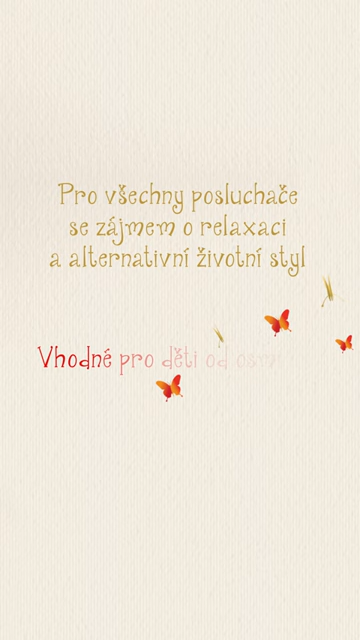 Pro všechny posluchače
se zájmem o relaxaci
a alternativní životní styl
Vhodné pro děti od